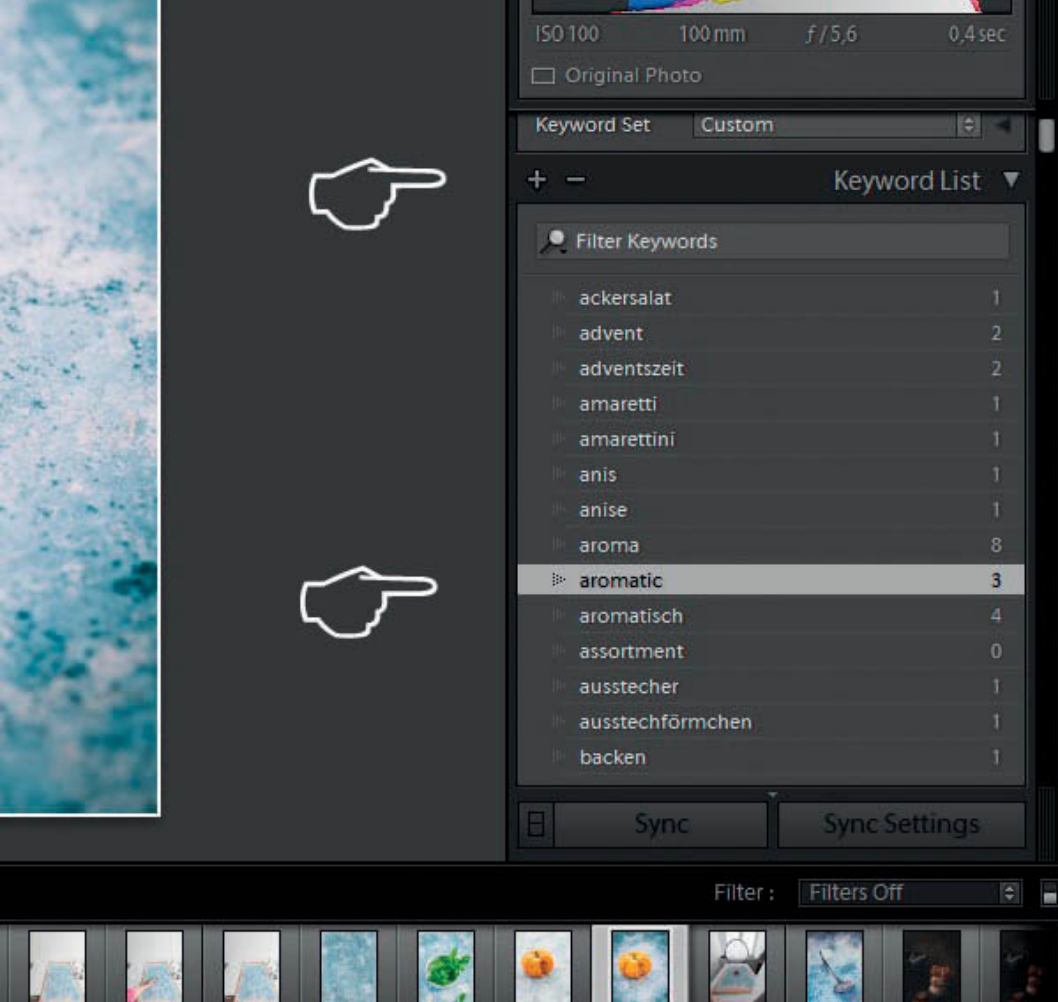 ISO 100 100 mm ƒ / 5,6 0,4 sec
Original Photo
Keyword Set Custom
+ − Keyword List
Filter Keywords
ackersalat 1
advent 2
adventszeit 2
amaretti 1
amarettini 1
anis 1
anise 1
aroma 8
aromatic 3
aromatisch 4
assortment 0
ausstecher 1
ausstechförmchen 1
backen 1
Sync Sync Settings
Filter : Filters Off